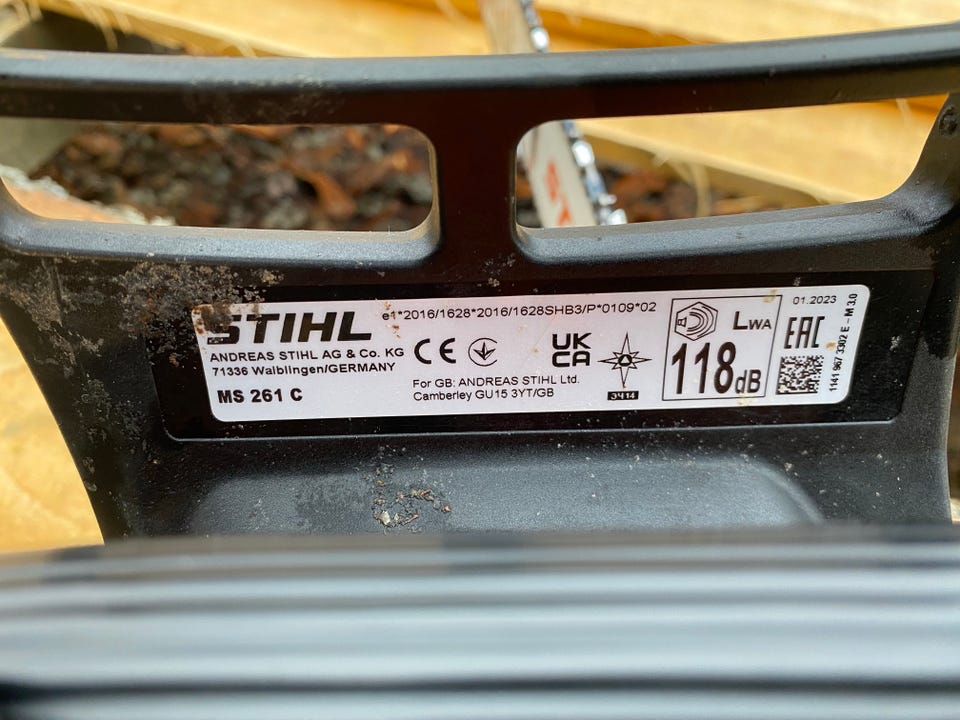 STIHL
ANDREAS STIHL AG & Co. KG
71336 Waiblingen/GERMANY
MS 261 C
e1*2016/1628*2016/1628SHB3/P*0109*02
CE
For GB: ANDREAS STIHL Ltd.
Camberley GU15 3YT/GB
UK
CA
3414
LWA
118dB
01.2023
EAC
1141 967 3302 E - M 3.0